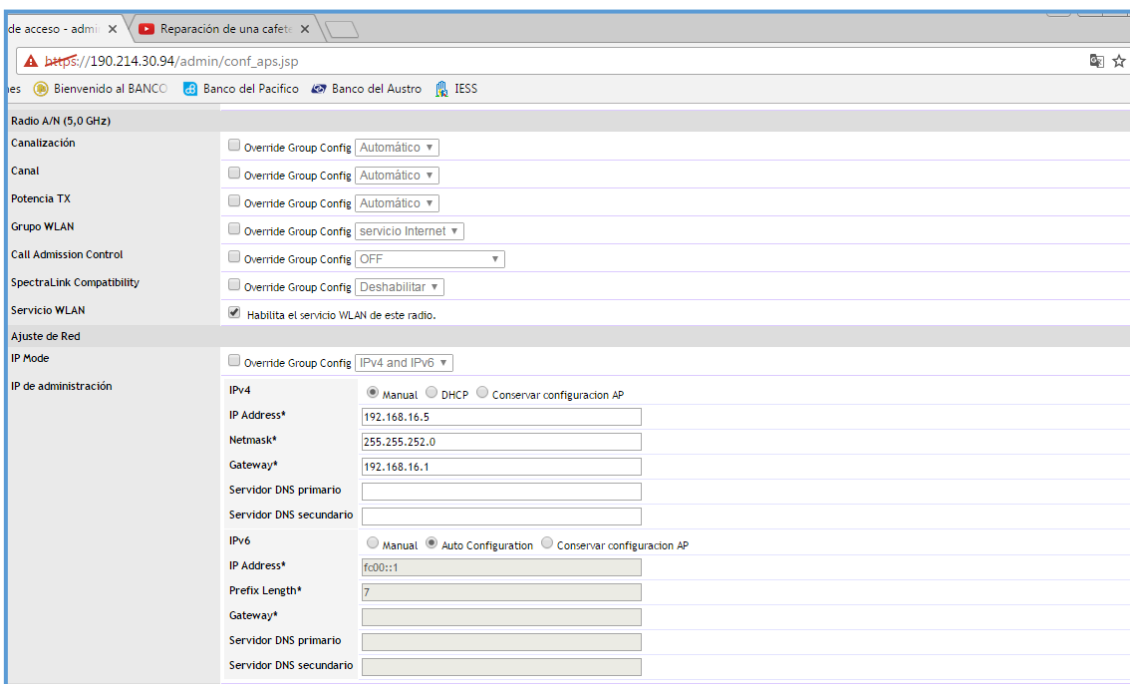 de acceso - admi Reparación de una cafete
https://190.214.30.94/admin/conf_aps.jsp
nes Bienvenido al BANCO Banco del Pacifico Banco del Austro IESS
Radio A/N (5,0 GHz)
Canalización Override Group Config Automático
Canal Override Group Config Automático
Potencia TX Override Group Config Automático
Grupo WLAN Override Group Config servicio Internet
Call Admission Control Override Group Config OFF
SpectraLink Compatibility Override Group Config Deshabilitar
Servicio WLAN Habilita el servicio WLAN de este radio.
Ajuste de Red
IP Mode Override Group Config IPv4 and IPv6
IP de administración IPv4 Manual DHCP Conservar configuracion AP
IP Address* 192.168.16.5
Netmask* 255.255.252.0
Gateway* 192.168.16.1
Servidor DNS primario
Servidor DNS secundario
IPv6 Manual Auto Configuration Conservar configuracion AP
IP Address* fc00::1
Prefix Length* 7
Gateway*
Servidor DNS primario
Servidor DNS secundario